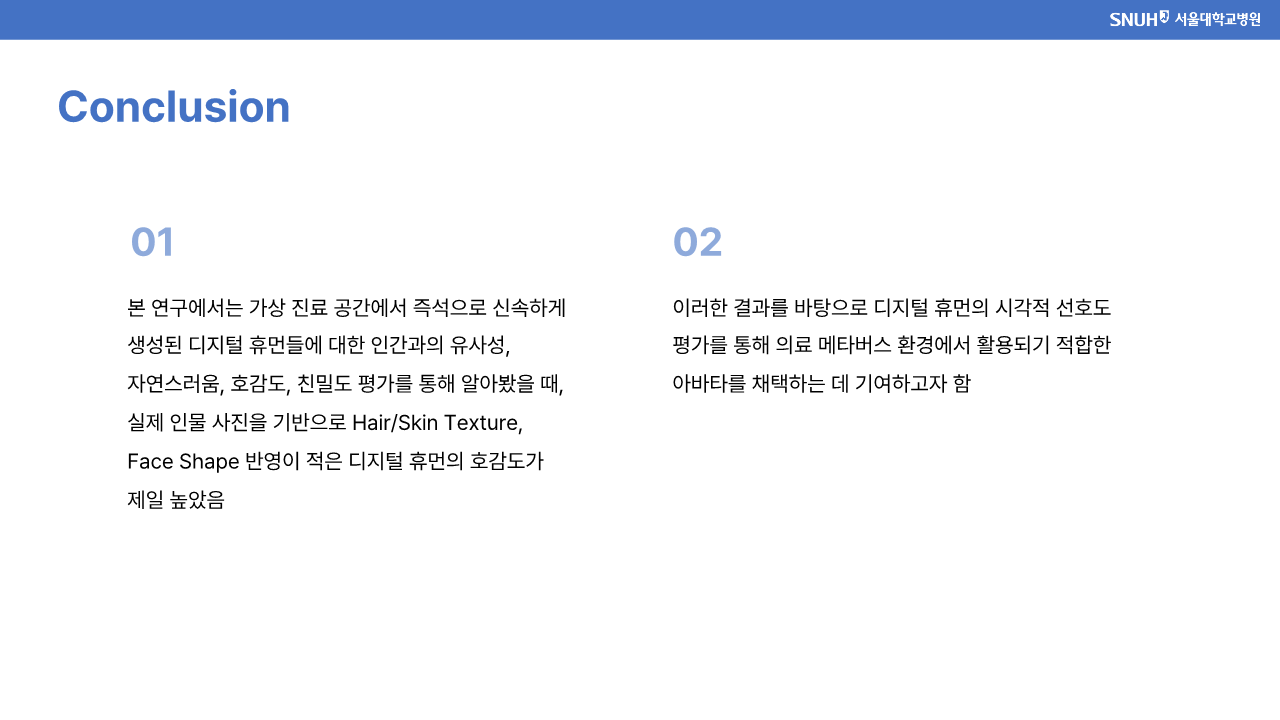 SNUH 서울대학교병원
Conclusion
01
본 연구에서는 가상 진료 공간에서 즉석으로 신속하게
생성된 디지털 휴먼들에 대한 인간과의 유사성,
자연스러움, 호감도, 친밀도 평가를 통해 알아봤을 때,
실제 인물 사진을 기반으로 Hair/Skin Texture,
Face Shape 반영이 적은 디지털 휴먼의 호감도가
제일 높았음
02
이러한 결과를 바탕으로 디지털 휴먼의 시각적 선호도
평가를 통해 의료 메타버스 환경에서 활용되기 적합한
아바타를 채택하는 데 기여하고자 함